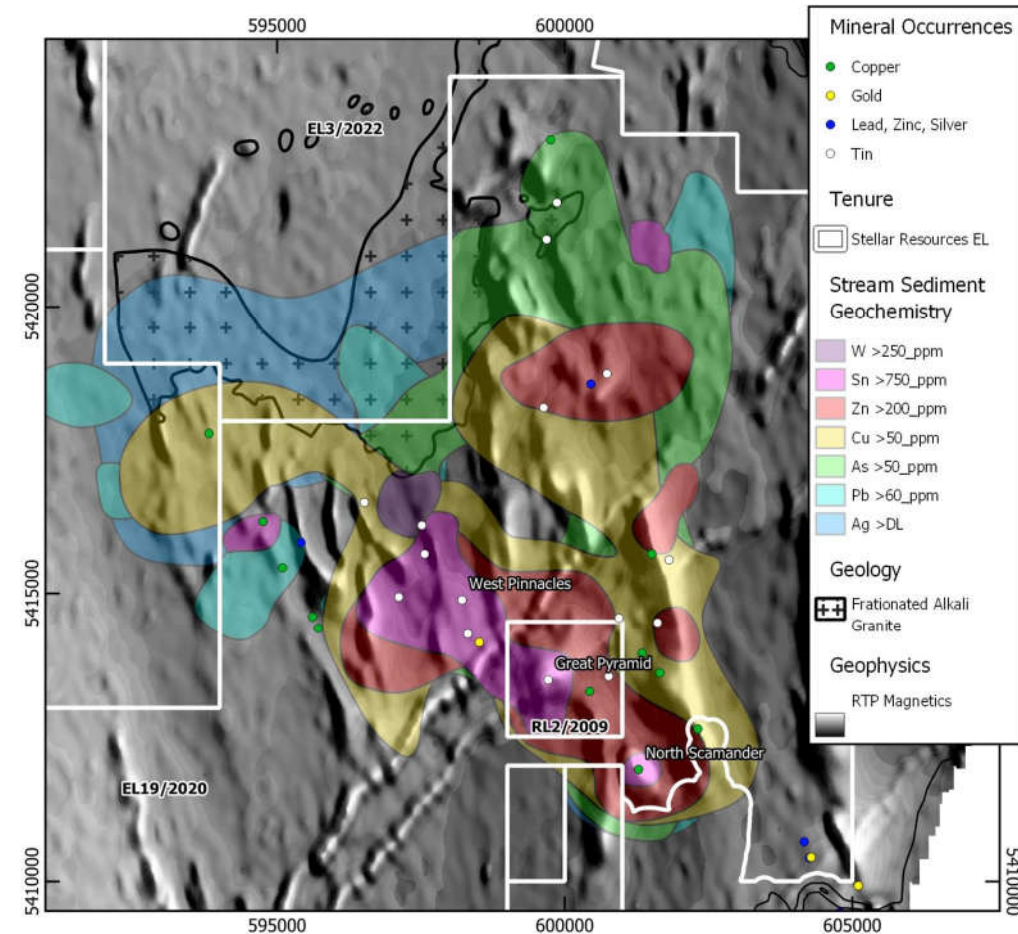 595000
600000
Mineral Occurrences
Copper
Gold
Lead, Zinc, Silver
Tin
Tenure
Stellar Resources EL
Stream Sediment
Geochemistry
W >250_ppm
Sn >750_ppm
Zn >200_ppm
Cu >50_ppm
As >50_ppm
Pb >60_ppm
Ag >DL
Geology
Frationated Alkali
Granite
Geophysics
RTP Magnetics
EL3/2022
5420000
5415000
West Pinnacles
Great Pyramid
RL2/2009
North Scamander
EL19/2020
5410000
5410000
595000
600000
605000